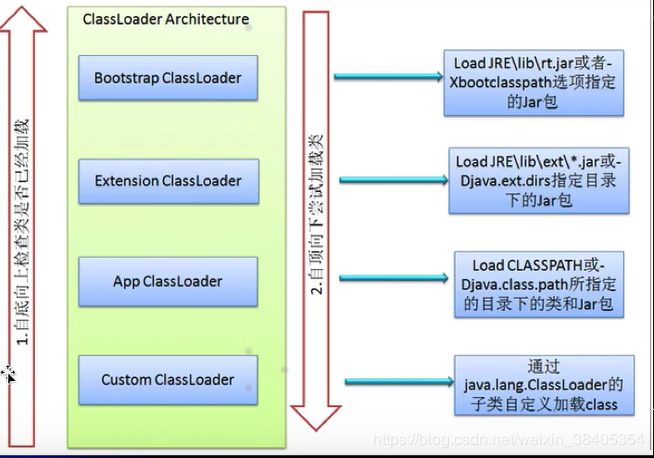 ClassLoader Architecture
Bootstrap ClassLoader
Extension ClassLoader
App ClassLoader
Custom ClassLoader
1.自底向上检查类是否已经加载
2.自项向下尝试加载类
Load JRE\lib\rt.jar或者-
Xbootclasspath选项指定
的Jar包
Load JRE\lib\ext\*.jar或-
Djava.ext.dirs指定目录
下的Jar包
Load CLASSPATH或-
Djava.class.path所指定
的目录下的类和Jar包
通过
java.lang.ClassLoader的
子类自定义加载class
https://blog.csdn.net/weixin_38405354